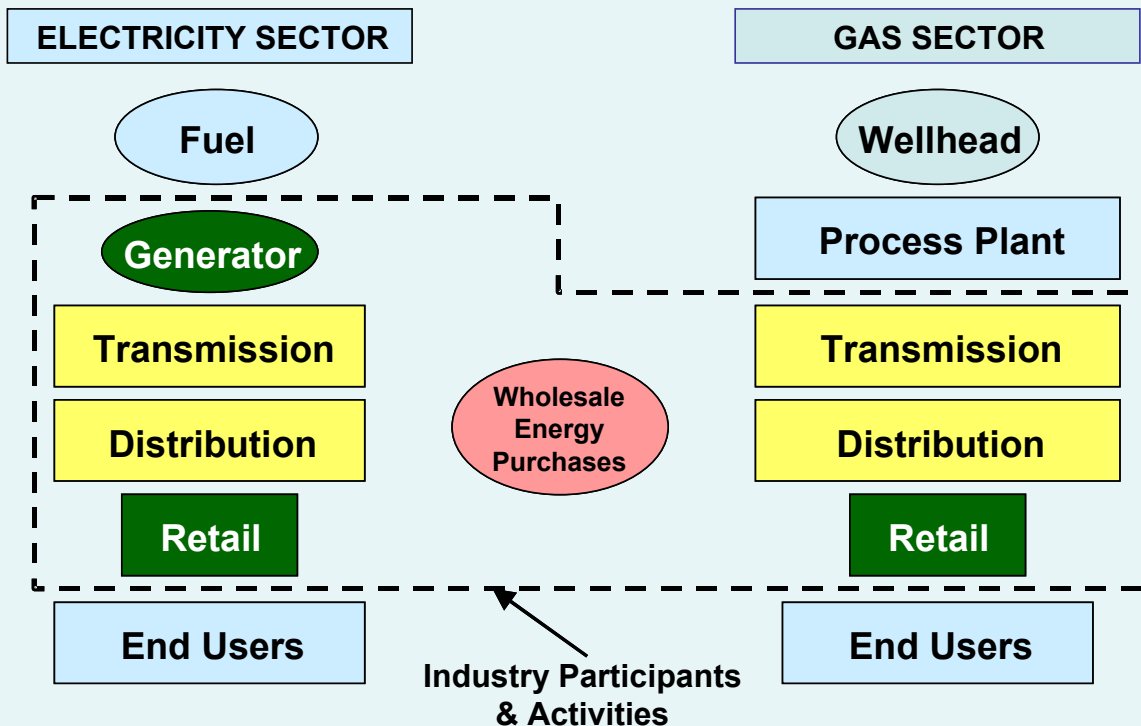 ELECTRICITY SECTOR
GAS SECTOR
Fuel
Wellhead
Generator
Process Plant
Transmission
Transmission
Wholesale
Energy
Purchases
Distribution
Distribution
Retail
Retail
End Users
End Users
Industry Participants
& Activities